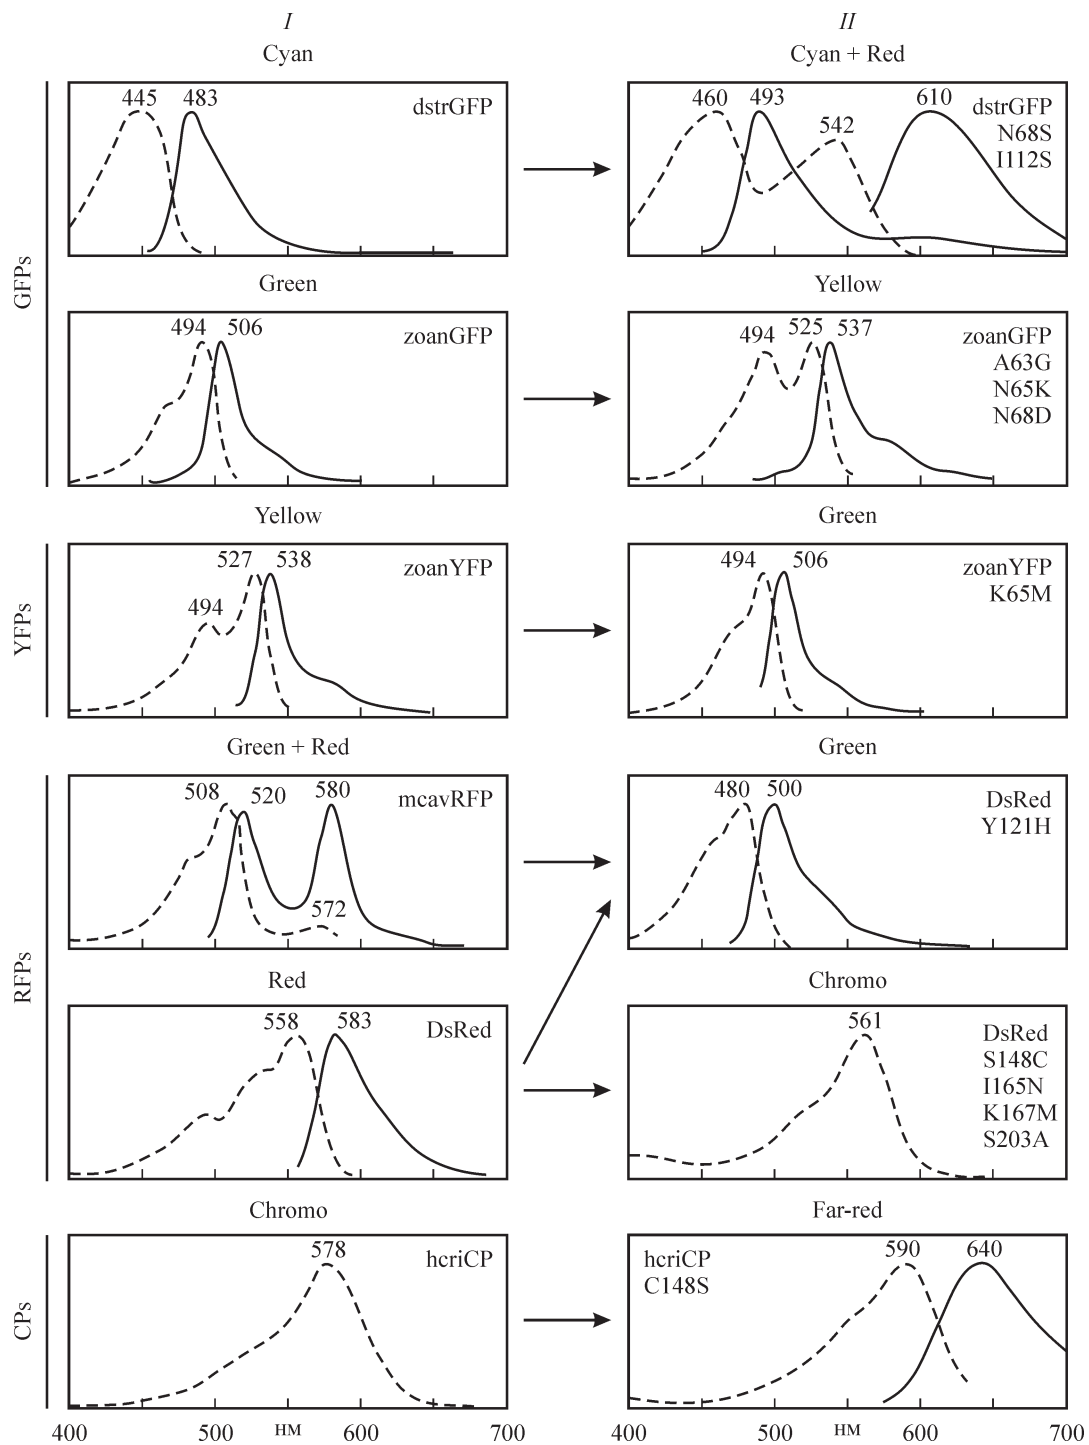 I
II
Cyan
Cyan + Red
445
483
dstrGFP
460
493
542
610
dstrGFP
N68S
I112S
GFPs
Green
Yellow
494
506
zoanGFP
494
525
537
zoanGFP
A63G
N65K
N68D
Yellow
Green
494
527
538
zoanYFP
494
506
zoanYFP
K65M
YFPs
Green + Red
Green
508
520
580
572
mcavRFP
480
500
DsRed
Y121H
RFPs
Red
Chromo
558
583
DsRed
561
DsRed
S148C
I165N
K167M
S203A
Chromo
Far-red
578
hcriCP
hcriCP
C148S
590
640
CPs
400 500 нм 600 700
400 500 нм 600 700